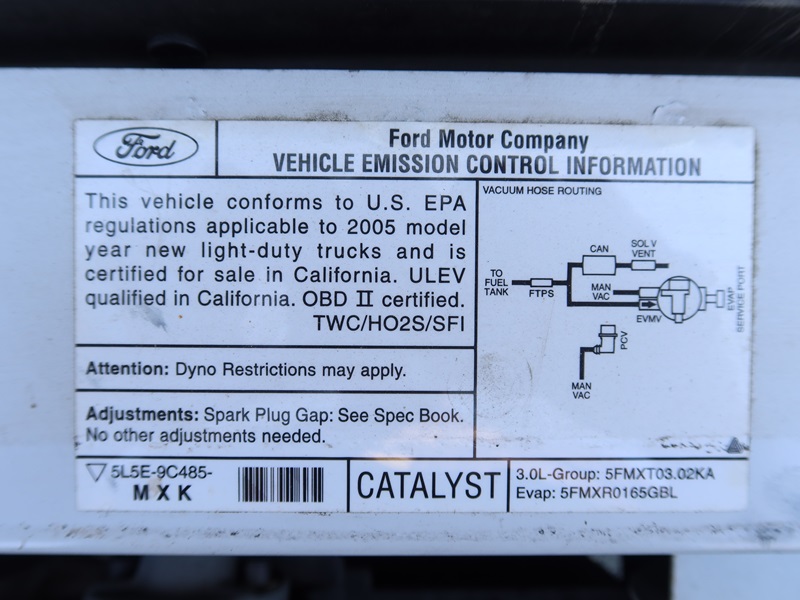 Ford
Ford Motor Company
VEHICLE EMISSION CONTROL INFORMATION
This vehicle conforms to U.S. EPA
regulations applicable to 2005 model
year new light-duty trucks and is
certified for sale in California. ULEV
qualified in California. OBD II certified.
TWC/HO2S/SFI
Attention: Dyno Restrictions may apply.
Adjustments: Spark Plug Gap: See Spec Book.
No other adjustments needed.
VACUUM HOSE ROUTING
CAN
SOL V
VENT
TO
FUEL
TANK
FTPS
MAN
VAC
EVMV
EVAP
SERVICE PORT
PCV
MAN
VAC
5L5E-9C485-
MXK
CATALYST
3.0L-Group: 5FMXT03.02KA
Evap: 5FMXR0165GBL